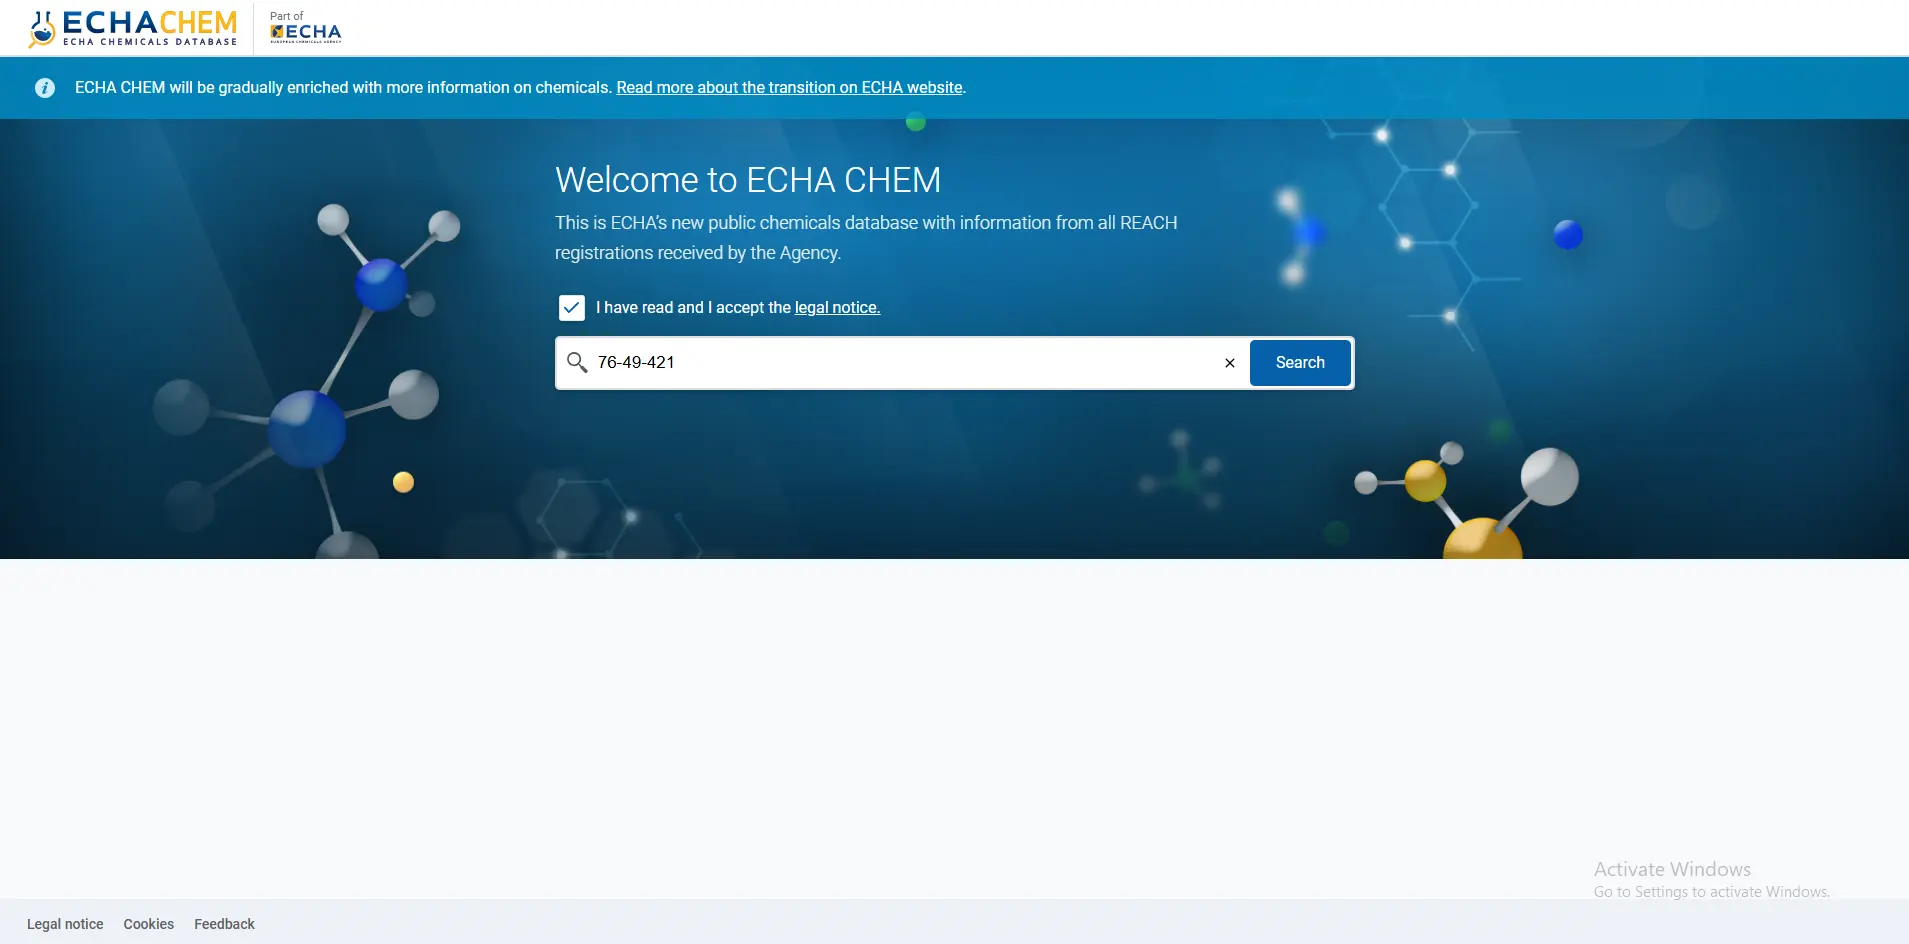 ECHACHEM
ECHA CHEMICALS DATABASE
Part of
ECHA
EUROPEAN CHEMICALS AGENCY
ECHA CHEM will be gradually enriched with more information on chemicals. Read more about the transition on ECHA website.
Welcome to ECHA CHEM
This is ECHA's new public chemicals database with information from all REACH
registrations received by the Agency.
I have read and I accept the legal notice.
76-49-421
Search
Activate Windows
Go to Settings to activate Windows.
Legal notice
Cookies
Feedback